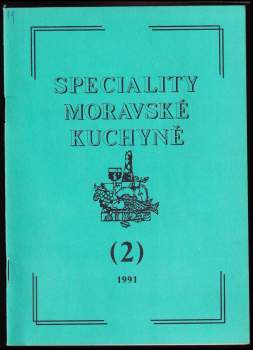 SPECIALITY
MORAVSKÉ
KUCHYNĚ
(2)
1991